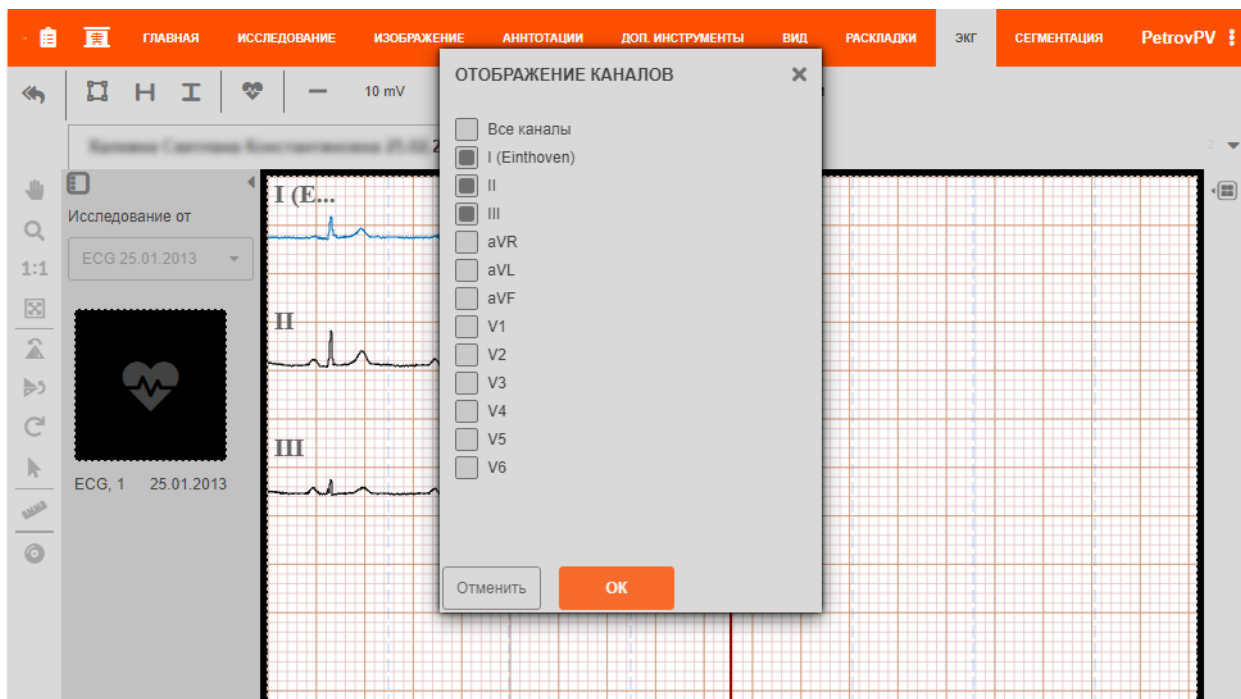 ГЛАВНАЯ ИССЛЕДОВАНИЕ ИЗОБРАЖЕНИЕ АННТОТАЦИИ ДОП. ИНСТРУМЕНТЫ ВИД РАСКЛАДКИ ЭКГ СЕГМЕНТАЦИЯ PetrovPV
10 mV
2
Исследование от
ECG 25.01.2013
1:1
ECG, 1 25.01.2013
I (E...
II
III
ОТОБРАЖЕНИЕ КАНАЛОВ
Все каналы
I (Einthoven)
II
III
aVR
aVL
aVF
V1
V2
V3
V4
V5
V6
Отменить
ОК